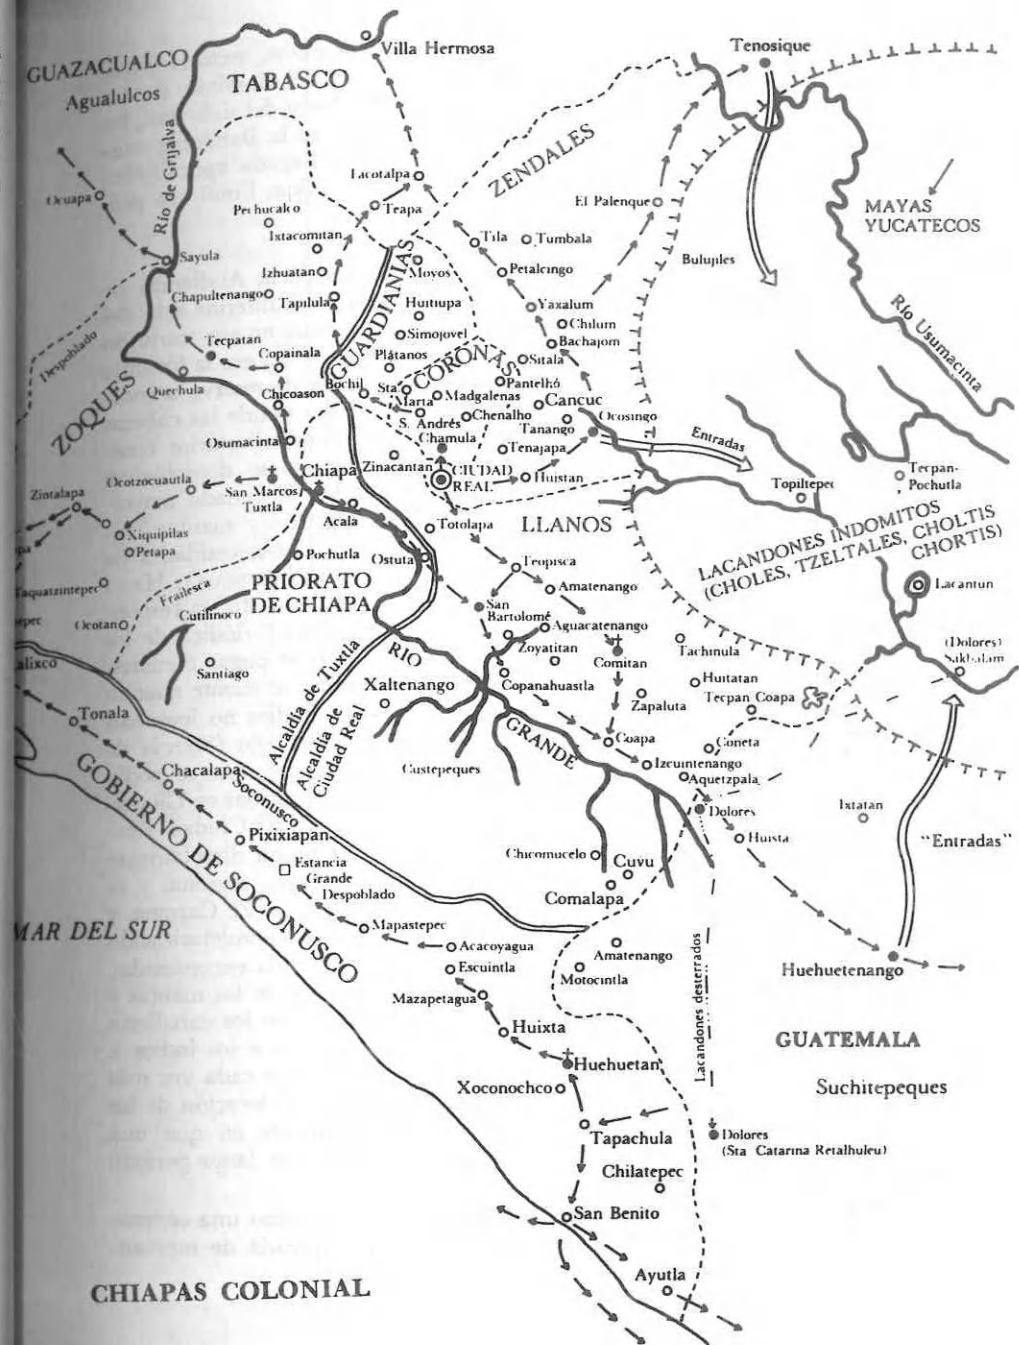 Villa Hermosa
Tenosique
GUAZACUALCO
TABASCO
Agualulcos
Río de Grijalva
ZENDALES
Ocuapa
Lacotalpa
Teapa
El Palenque
MAYAS
YUCATECOS
Pechucalco
Ixtacomitan
Tila
Tumbala
Sayula
Izhuatan
Moyos
Petalcingo
Bulujiles
Chapultenango
Tapilula
GUARDIANIAS
Huitiupa
Yaxalum
Río Usumacinta
Despoblado
Tecpatan
Copainala
Simojovel
Chilum
Bachajom
Plátanos
CORONAS
Sitala
ZOQUES
Quechula
Chicoason
Bochil
Sta.
Marta
Madgalenas
Pantelhó
Cancuc
Ocosingo
Osumacinta
S. Andrés
Chamula
Chenalho
Tanango
Entradas
Tenajapa
Ocotzocuautla
Chiapa
Zinacantan
CIUDAD
REAL
Huistan
Tecpan-
Pochutla
Zintalapa
San Marcos
Tuxtla
Topiltepec
Acala
Totolapa
LLANOS
Xiquipilas
Petapa
LACANDONES INDOMITOS
(CHOLES, TZELTALES, CHOLTIS
CHORTIS)
Pochutla
Ostuta
Teopisca
Amatenango
Lacantun
PRIORATO
DE CHIAPA
Frailesca
San
Bartolomé
Aguacatenango
Cutilinoco
Ocotan
Zoyatitan
Comitan
Tachinula
(Dolores)
Santiago
RIO
Xaltenango
Copanahuastla
Huitatan
Tecpan Coapa
Zapaluta
Tonala
Alcaldía de Tuxtla
Alcaldía de
Ciudad Real
GRANDE
Coapa
Coneta
Custepeques
Izcuintenango
Aquetzpala
Chacalapa
Soconusco
GOBIERNO DE SOCONUSCO
Dolores
Ixtatan
Huista
"Entradas"
Pixixiapan
Chicomucelo
Cuvu
Estancia
Grande
Comalapa
Despoblado
MAR DEL SUR
Mapastepec
Acacoyagua
Amatenango
Escuintla
Motocintla
Huehuetenango
Mazapetagua
Lacandones desterrados
Huixta
GUATEMALA
Huehuetan
Xoconochco
Suchitepeques
Tapachula
Dolores
(Sta Catarina Retalhuleu)
Chilatepec
San Benito
Ayutla
CHIAPAS COLONIAL